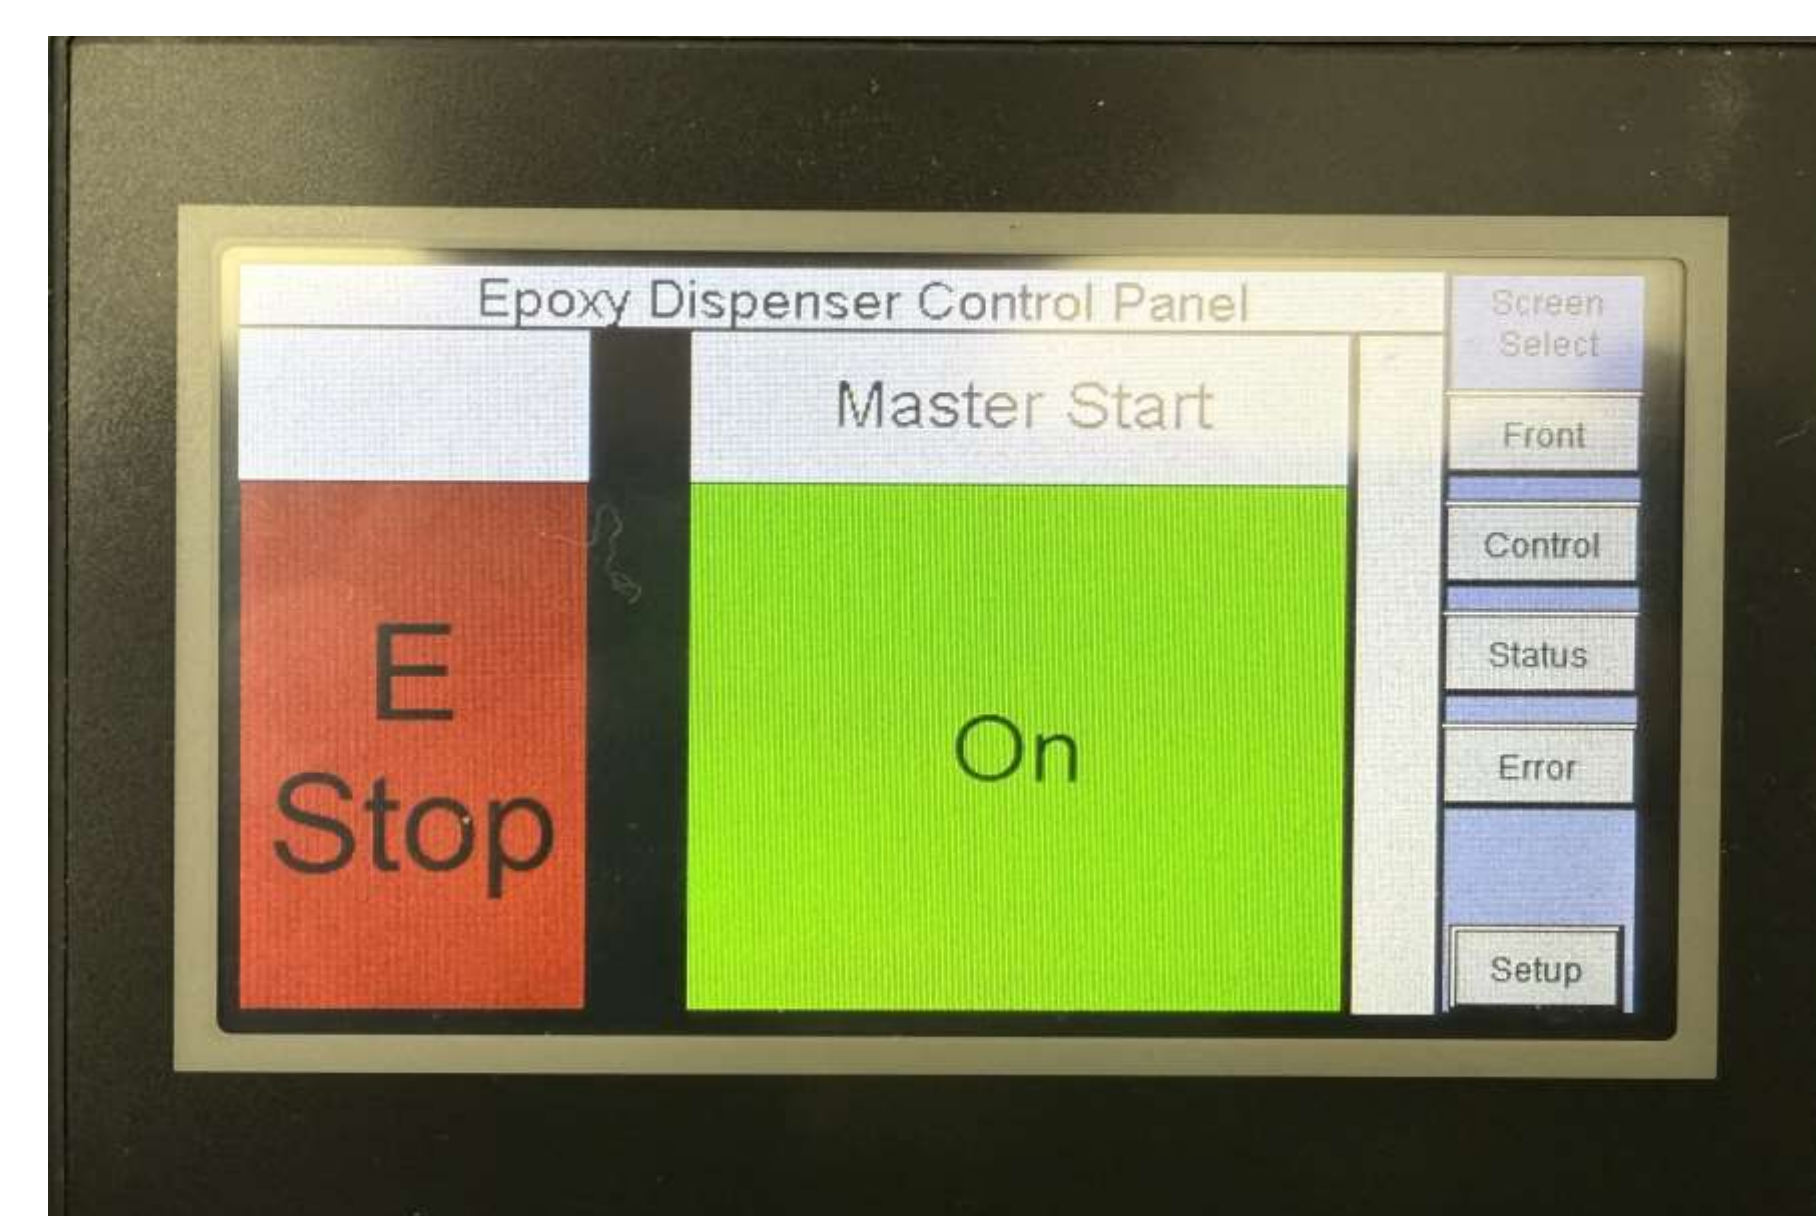 Epoxy Dispenser Control Panel
Master Start
E
Stop
On
Screen
Select
Front
Control
Status
Error
Setup